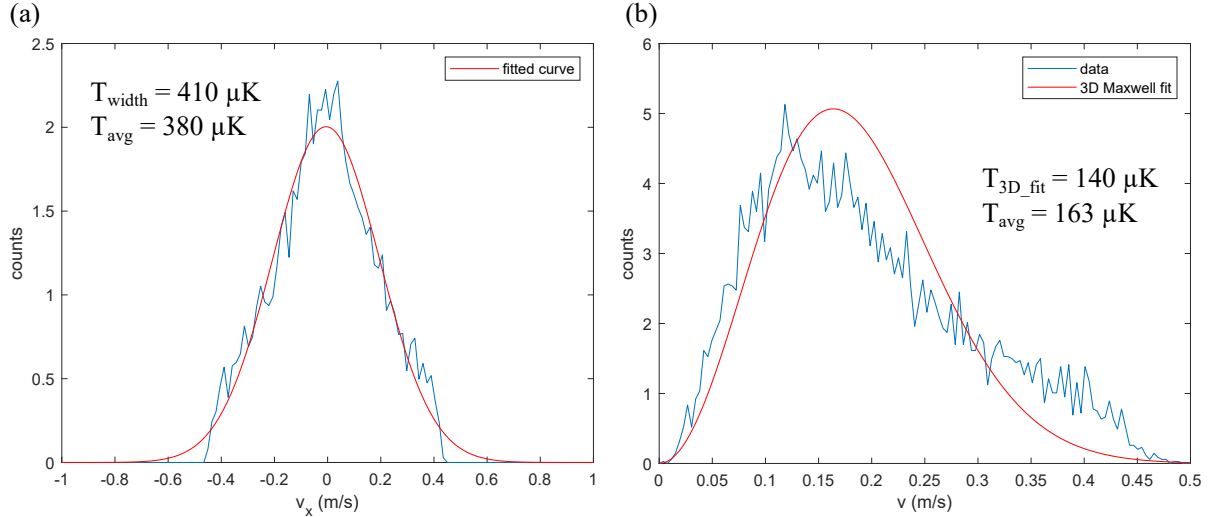 (a)
2.5
2
1.5
1
0.5
0
counts
-1 -0.8 -0.6 -0.4 -0.2 0 0.2 0.4 0.6 0.8 1
v_x (m/s)
T_width = 410 µK
T_avg = 380 µK
fitted curve
(b)
6
5
4
3
2
1
0
counts
0 0.05 0.1 0.15 0.2 0.25 0.3 0.35 0.4 0.45 0.5
v (m/s)
data
3D Maxwell fit
T_3D_fit = 140 µK
T_avg = 163 µK